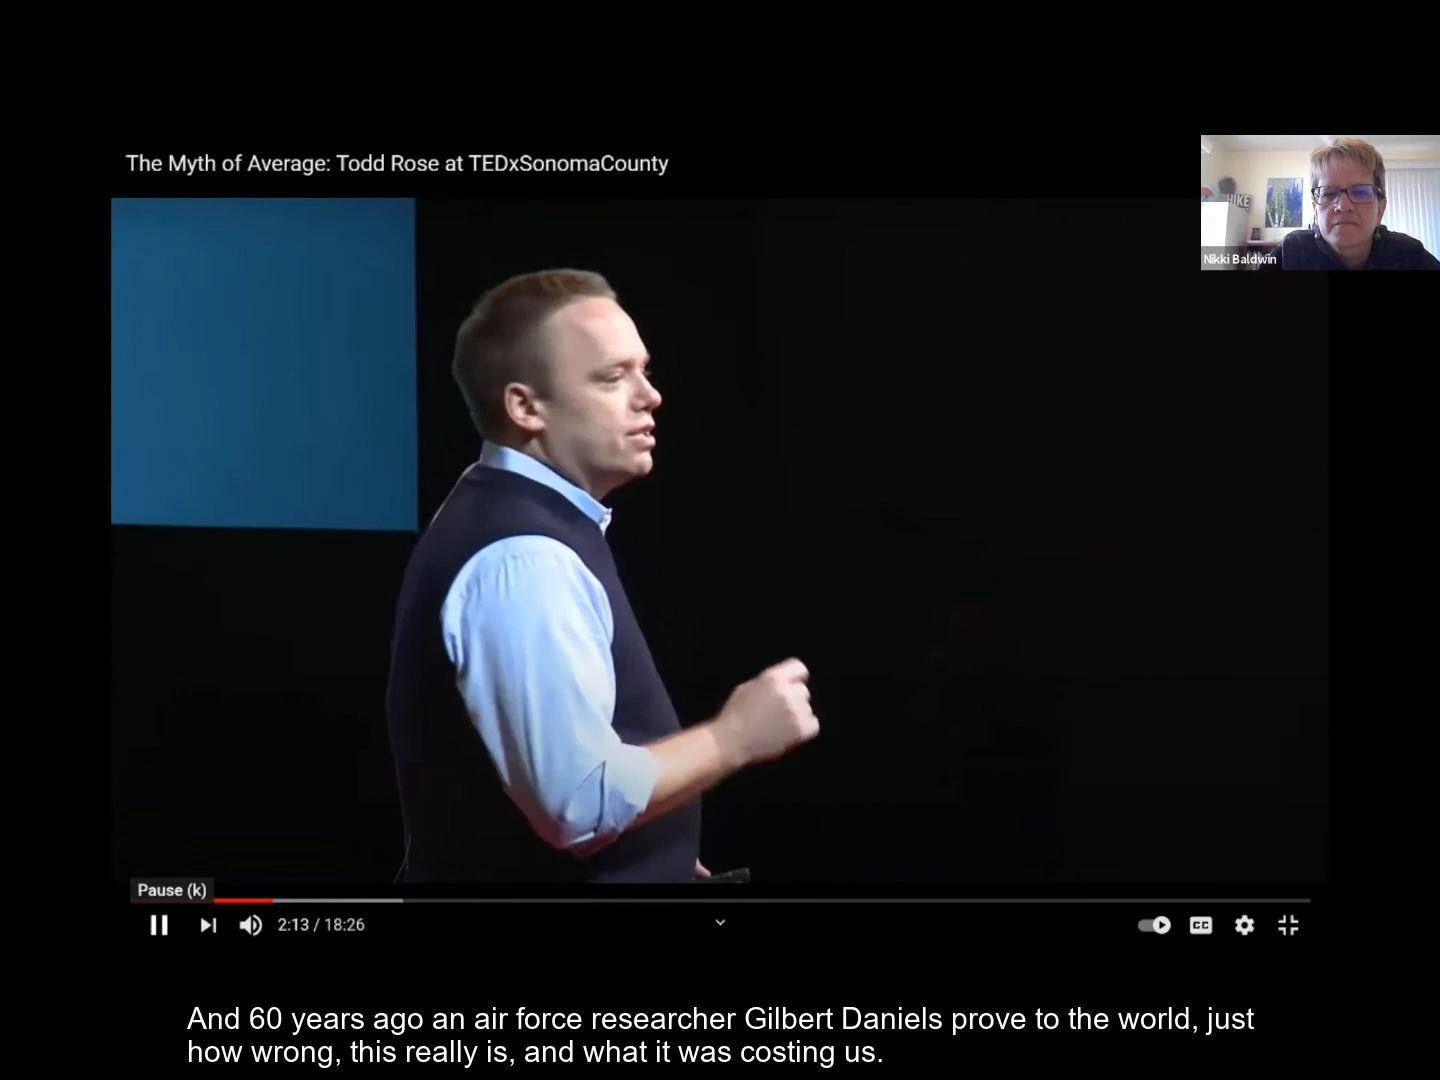 The Myth of Average: Todd Rose at TEDxSonomaCounty
HIKE
Nikki Baldwin
Pause (k)
2:13 / 18:26
CC
And 60 years ago an air force researcher Gilbert Daniels prove to the world, just
how wrong, this really is, and what it was costing us.